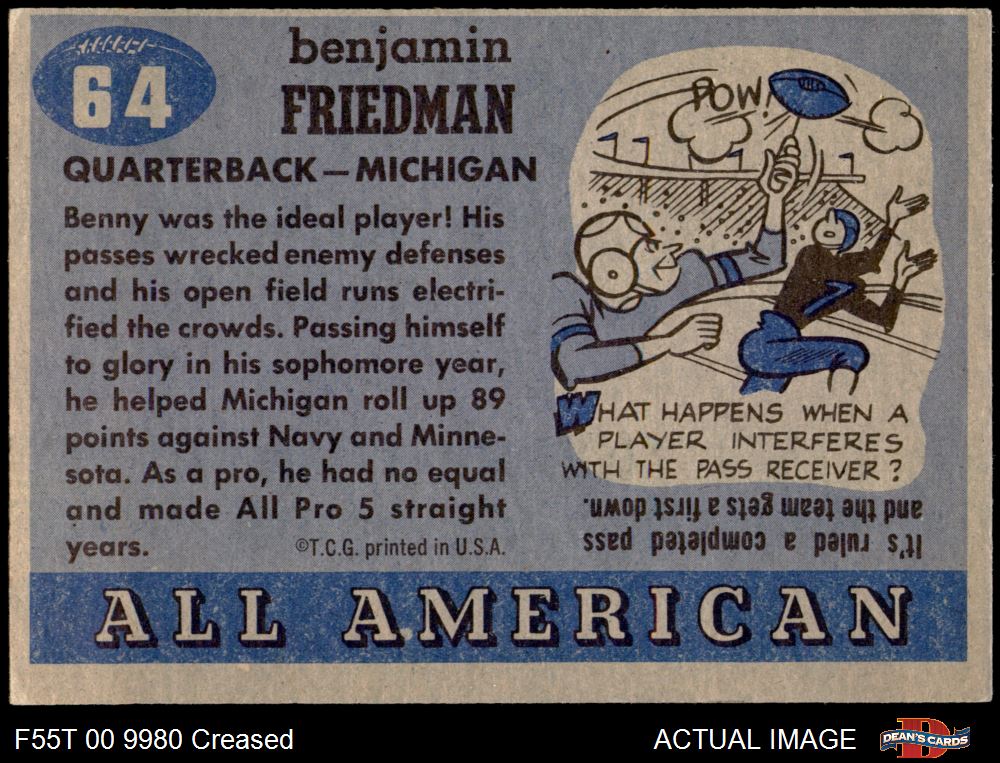 64
benjamin
FRIEDMAN
QUARTERBACK — MICHIGAN
Benny was the ideal player! His
passes wrecked enemy defenses
and his open field runs electri-
fied the crowds. Passing himself
to glory in his sophomore year,
he helped Michigan roll up 89
points against Navy and Minne-
sota. As a pro, he had no equal
and made All Pro 5 straight
years.
©T.C.G. printed in U.S.A.
POW!
WHAT HAPPENS WHEN A
PLAYER INTERFERES
WITH THE PASS RECEIVER?
It's ruled a completed pass
and the team gets a first down.
ALL AMERICAN
F55T 00 9980 Creased
ACTUAL IMAGE
D
DEAN'S CARDS